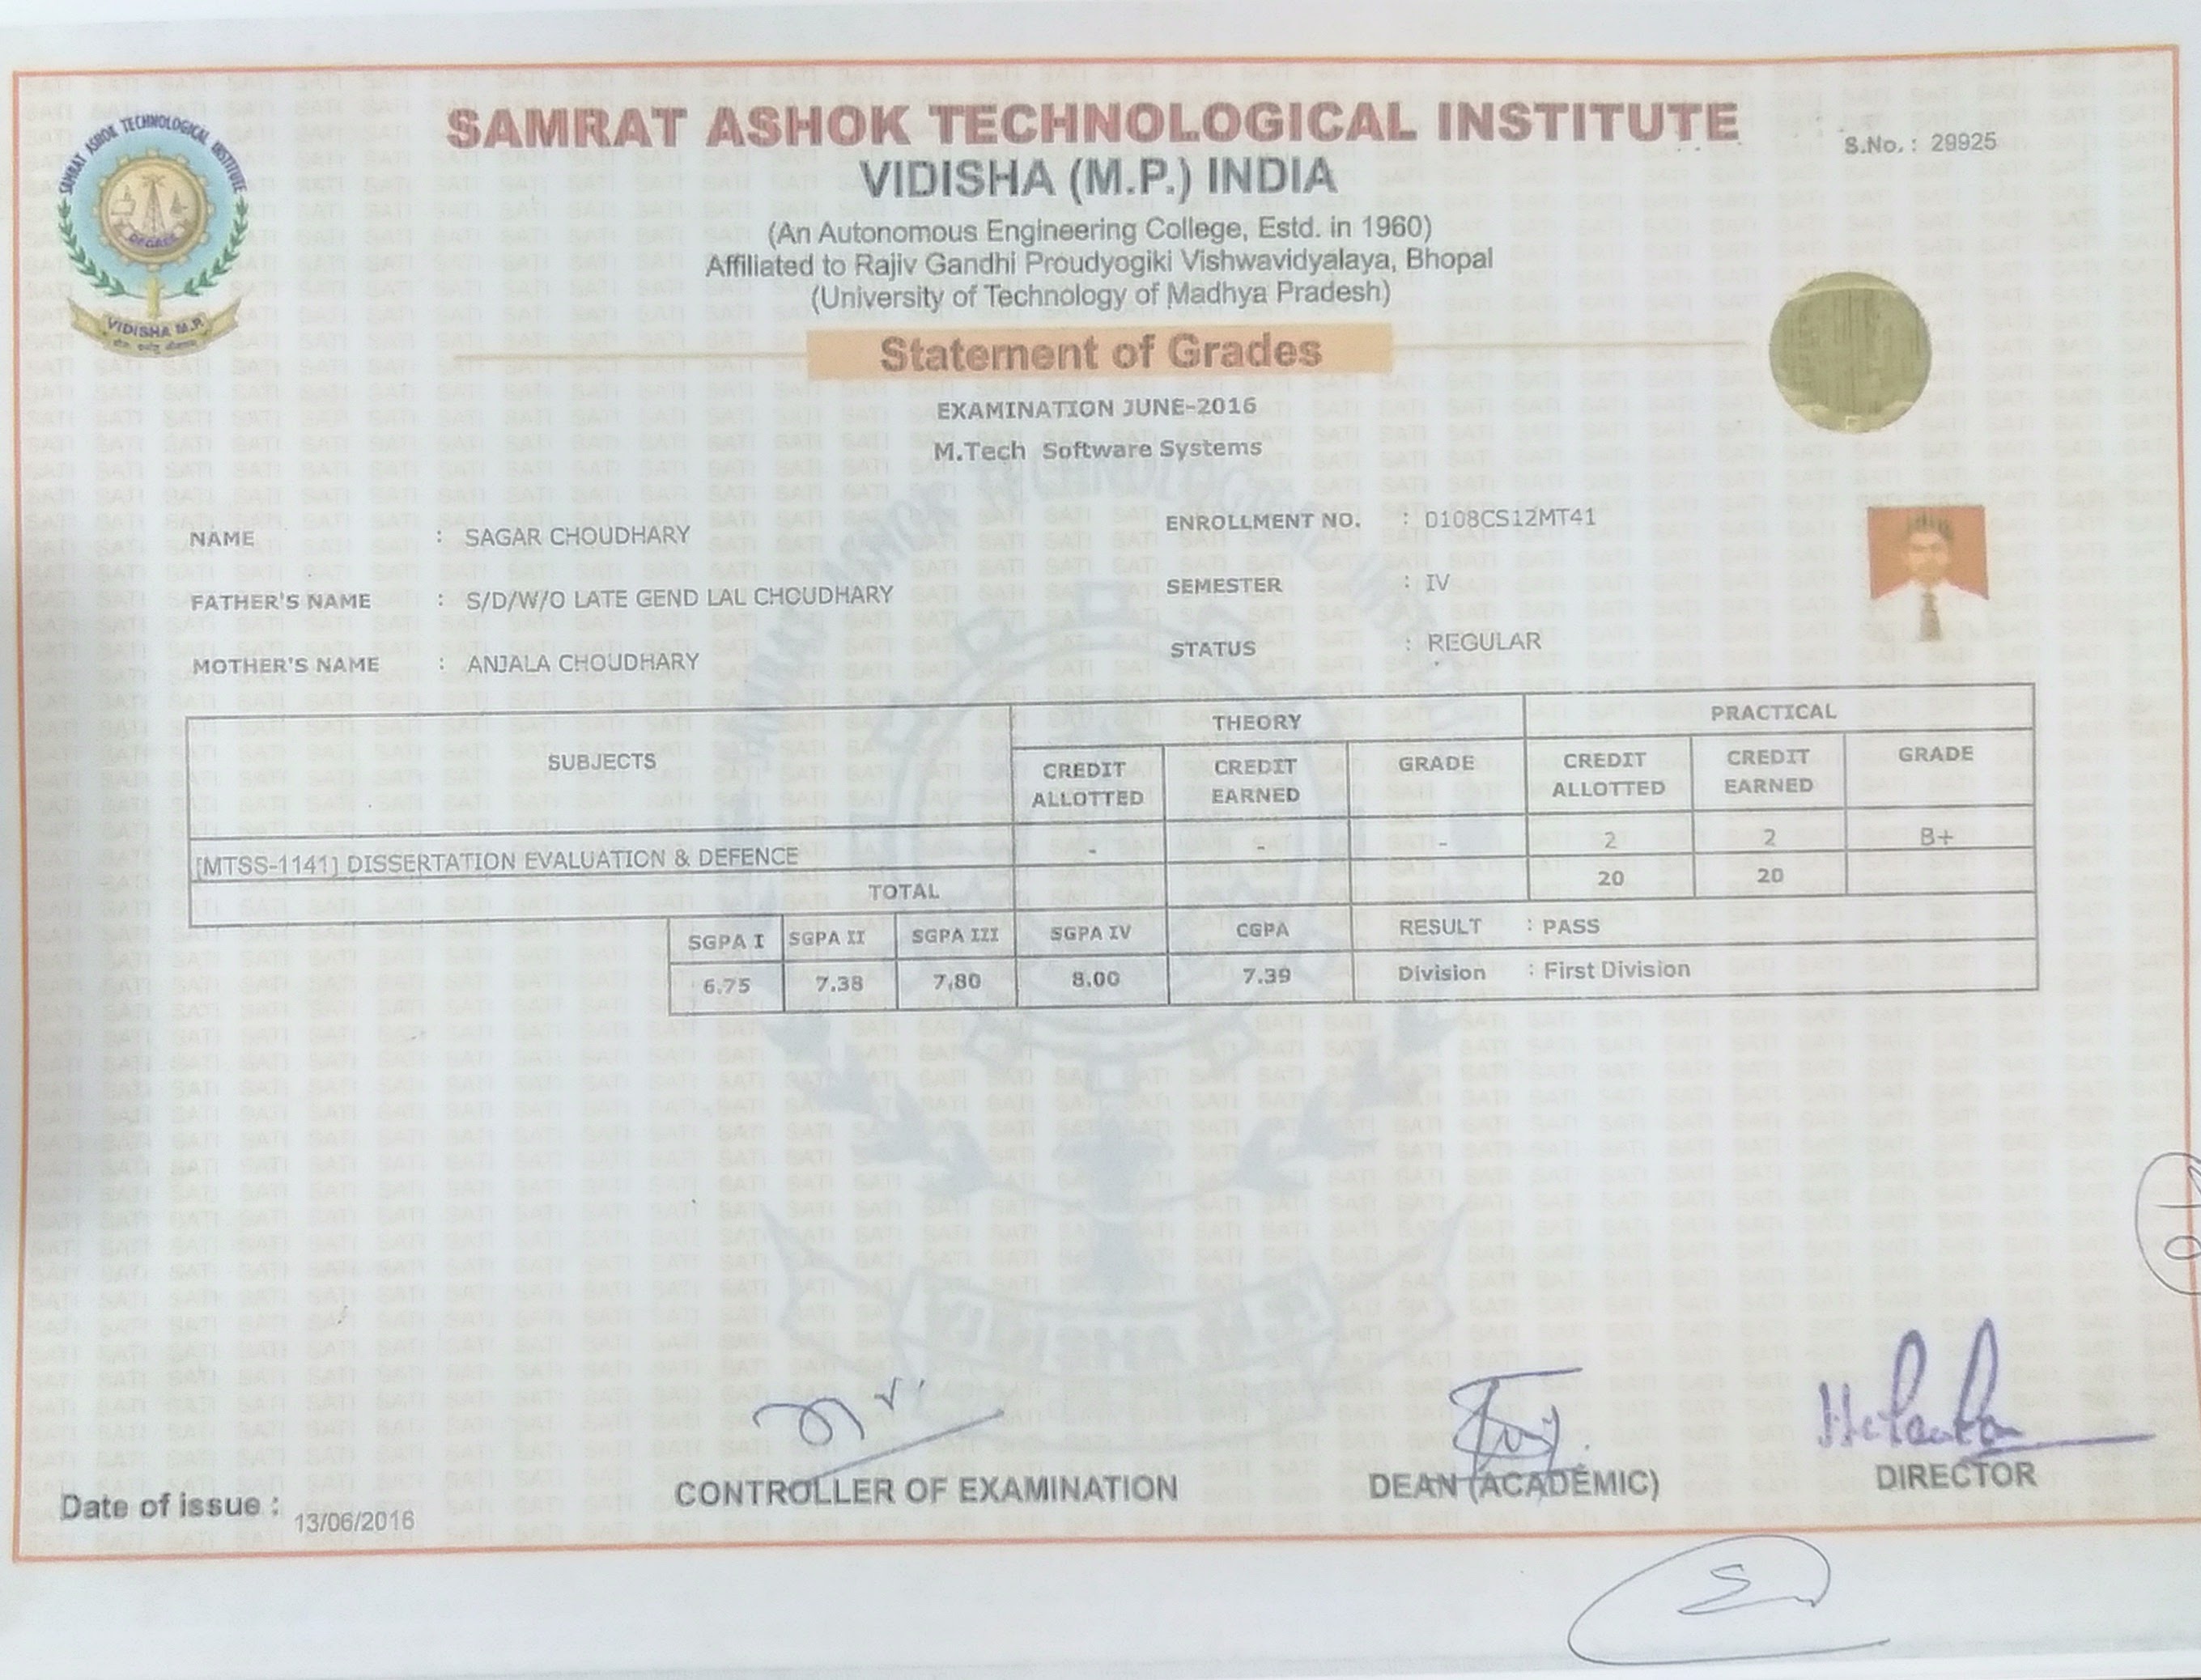 SAMRAT ASHOK TECHNOLOGICAL INSTITUTE
VIDISHA M.P.
SAMRAT ASHOK TECHNOLOGICAL INSTITUTE
S.No. : 29925
VIDISHA (M.P.) INDIA
(An Autonomous Engineering College, Estd. in 1960)
Affiliated to Rajiv Gandhi Proudyogiki Vishwavidyalaya, Bhopal
(University of Technology of Madhya Pradesh)
Statement of Grades
EXAMINATION JUNE-2016
M.Tech Software Systems
NAME : SAGAR CHOUDHARY
ENROLLMENT NO. : 0108CS12MT41
FATHER'S NAME : S/D/W/O LATE GEND LAL CHOUDHARY
SEMESTER : IV
MOTHER'S NAME : ANJALA CHOUDHARY
STATUS : REGULAR
SUBJECTS THEORY PRACTICAL
CREDIT ALLOTTED CREDIT EARNED GRADE CREDIT ALLOTTED CREDIT EARNED GRADE
[MTSS-1141] DISSERTATION EVALUATION & DEFENCE - - - 2 2 B+
TOTAL 20 20
SGPA I SGPA II SGPA III SGPA IV CGPA RESULT : PASS
6.75 7.38 7.80 8.00 7.39 Division : First Division
CONTROLLER OF EXAMINATION
DEAN (ACADEMIC)
DIRECTOR
Date of issue : 13/06/2016